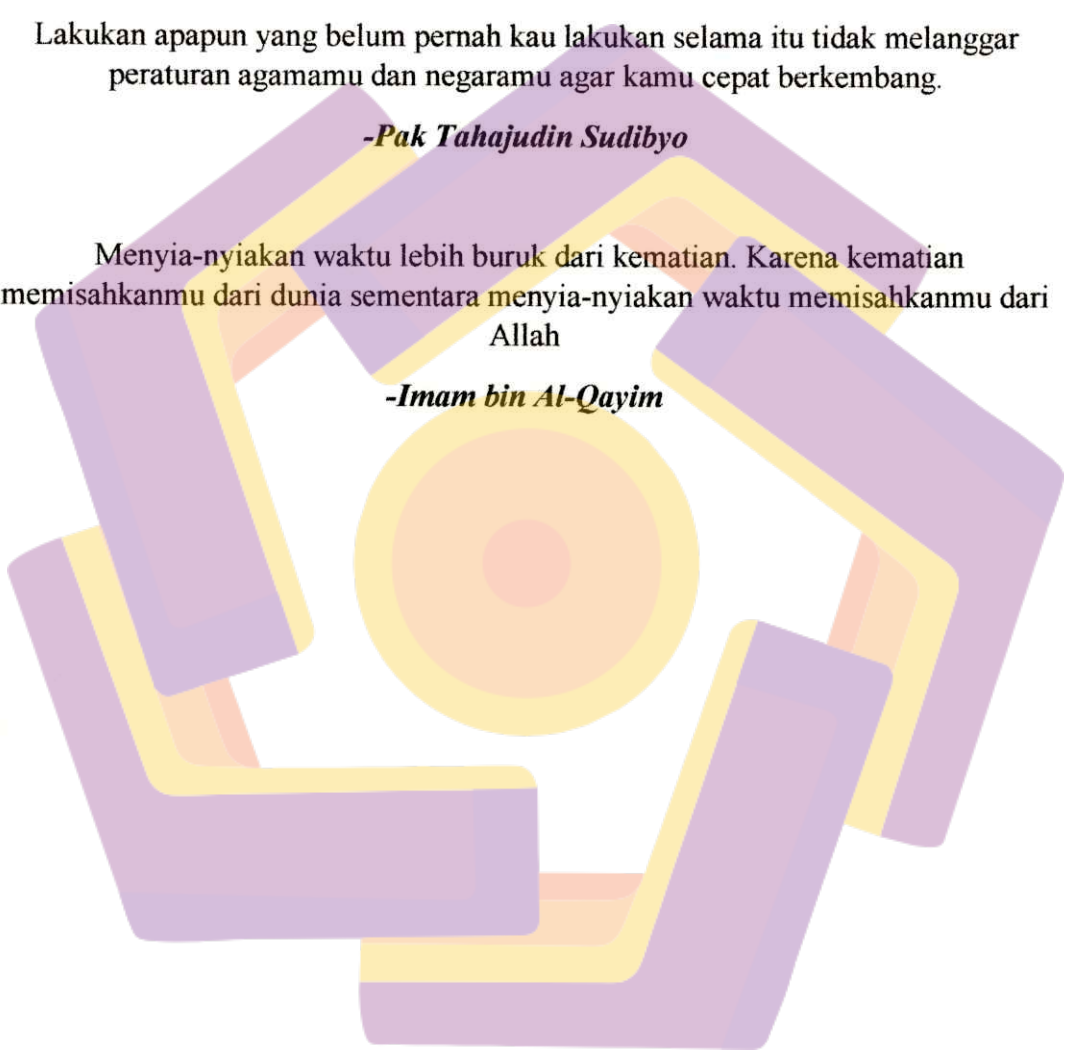 Lakukan apapun yang belum pernah kau lakukan selama itu tidak melanggar
peraturan agamamu dan negaramu agar kamu cepat berkembang.
-Pak Tahajudin Sudibyo
Menyia-nyiakan waktu lebih buruk dari kematian. Karena kematian
memisahkanmu dari dunia sementara menyia-nyiakan waktu memisahkanmu dari
Allah
-Imam bin Al-Qayim